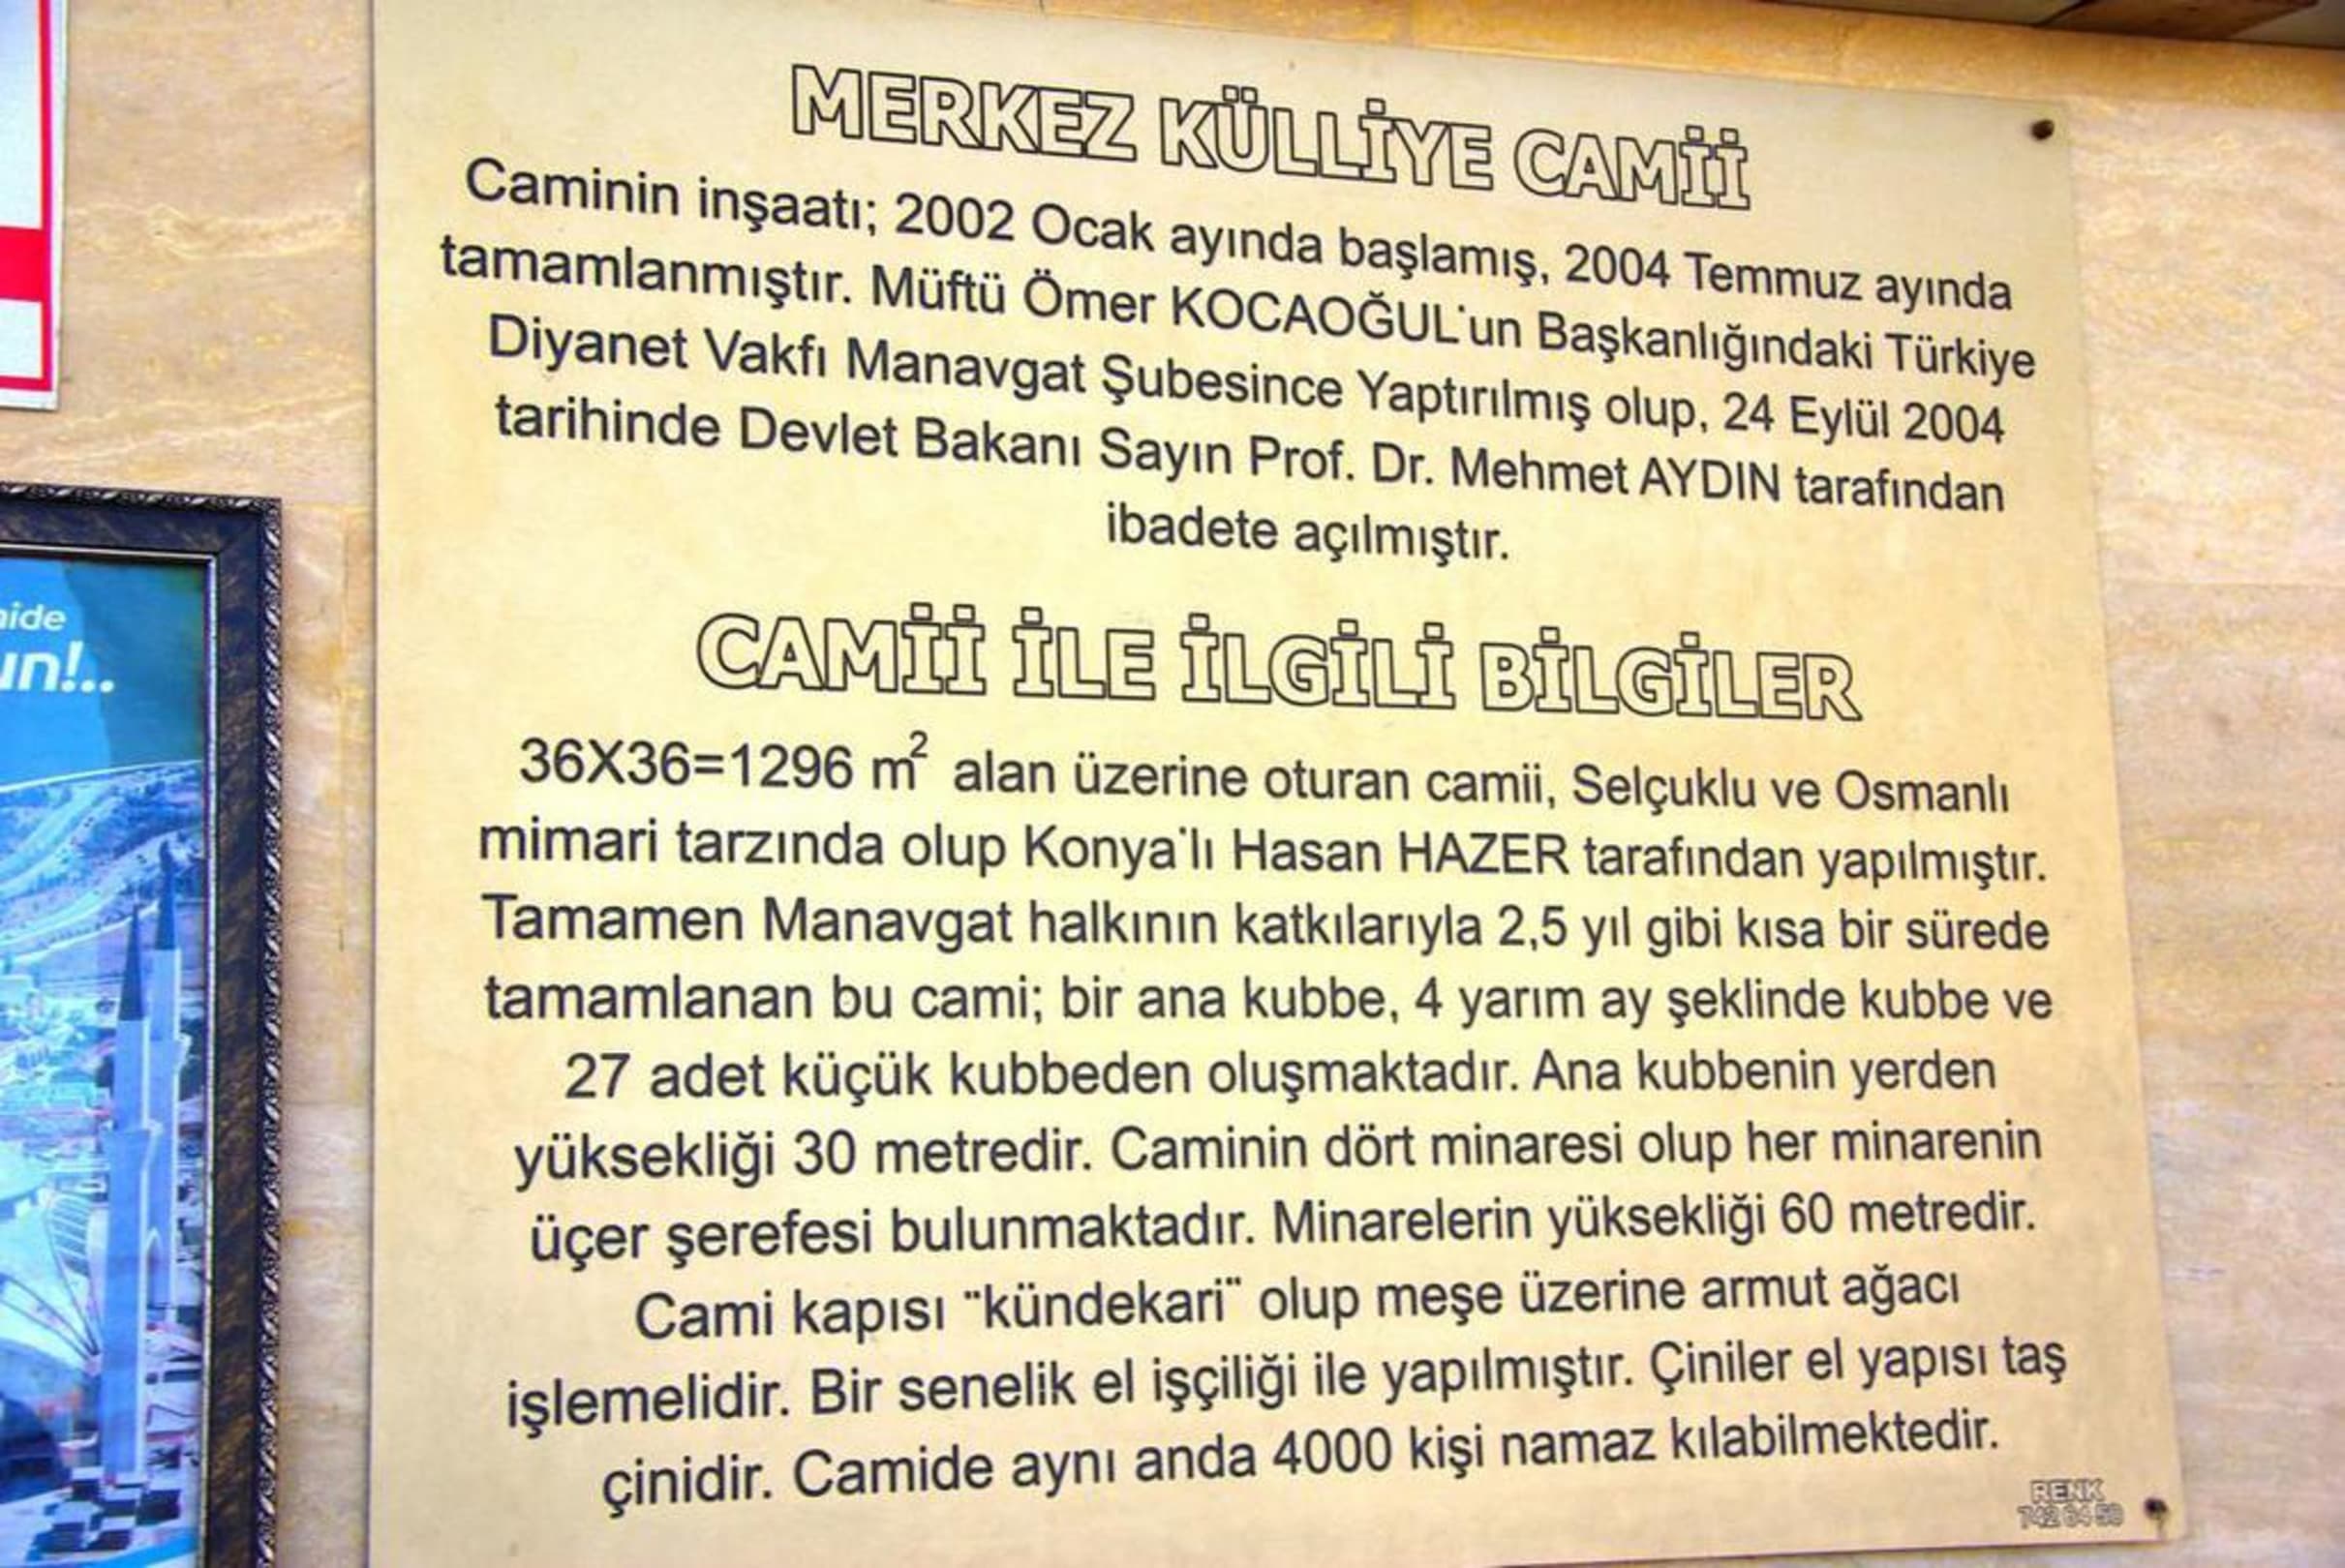 MERKEZ KÜLLİYE CAMİİ
Caminin inşaatı; 2002 Ocak ayında başlamış, 2004 Temmuz ayında
tamamlanmıştır. Müftü Ömer KOCAOĞUL'un Başkanlığındaki Türkiye
Diyanet Vakfı Manavgat Şubesince Yaptırılmış olup, 24 Eylül 2004
tarihinde Devlet Bakanı Sayın Prof. Dr. Mehmet AYDIN tarafından
ibadete açılmıştır.
CAMİİ İLE İLGİLİ BİLGİLER
36X36=1296 m² alan üzerine oturan camii, Selçuklu ve Osmanlı
mimari tarzında olup Konya'lı Hasan HAZER tarafından yapılmıştır.
Tamamen Manavgat halkının katkılarıyla 2,5 yıl gibi kısa bir sürede
tamamlanan bu cami; bir ana kubbe, 4 yarım ay şeklinde kubbe ve
27 adet küçük kubbeden oluşmaktadır. Ana kubbenin yerden
yüksekliği 30 metredir. Caminin dört minaresi olup her minarenin
üçer şerefesi bulunmaktadır. Minarelerin yüksekliği 60 metredir.
Cami kapısı "kündekari" olup meşe üzerine armut ağacı
işlemelidir. Bir senelik el işçiliği ile yapılmıştır. Çiniler el yapısı taş
çinidir. Camide aynı anda 4000 kişi namaz kılabilmektedir.
RENK